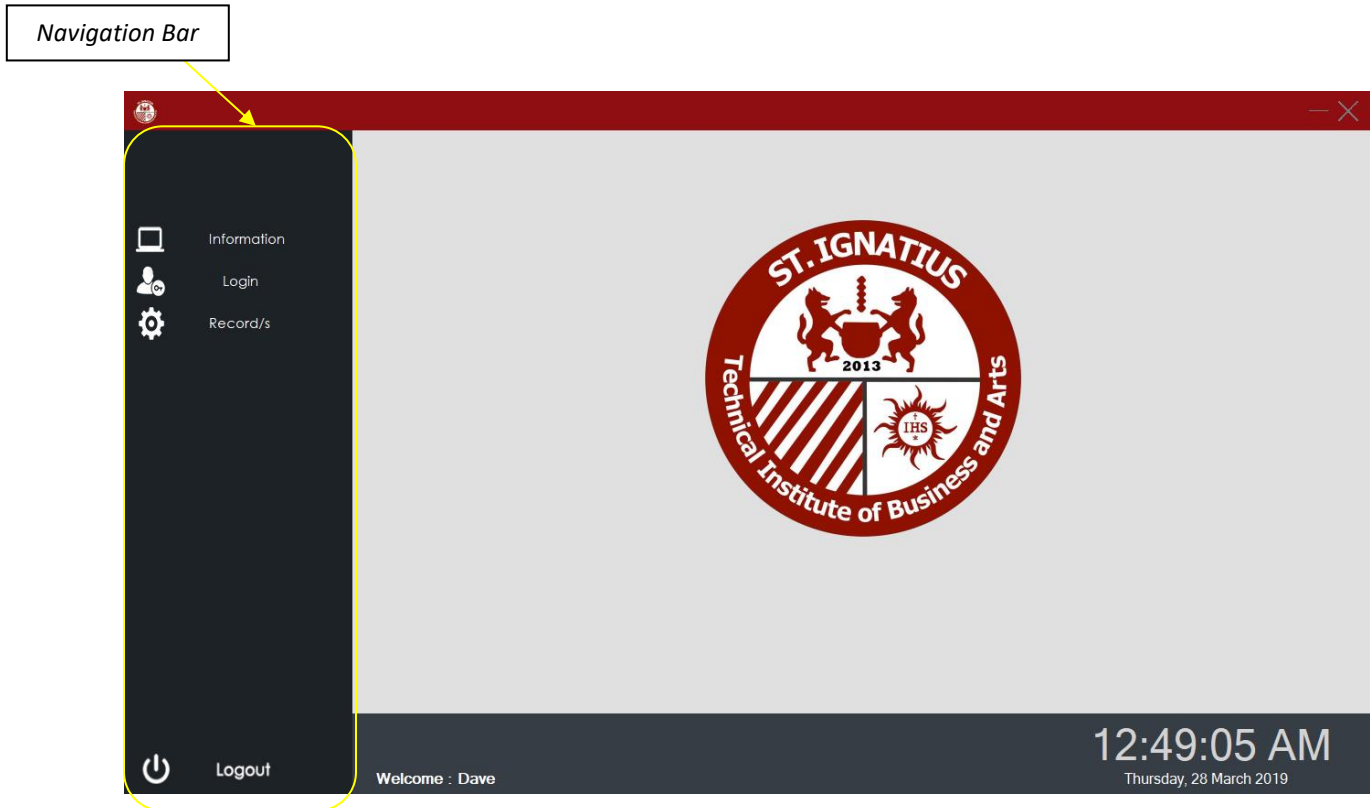 Navigation Bar
Information
Login
Record/s
Logout
ST. IGNATIUS
2013
IHS
Technical Institute of Business and Arts
Welcome : Dave
12:49:05 AM
Thursday, 28 March 2019